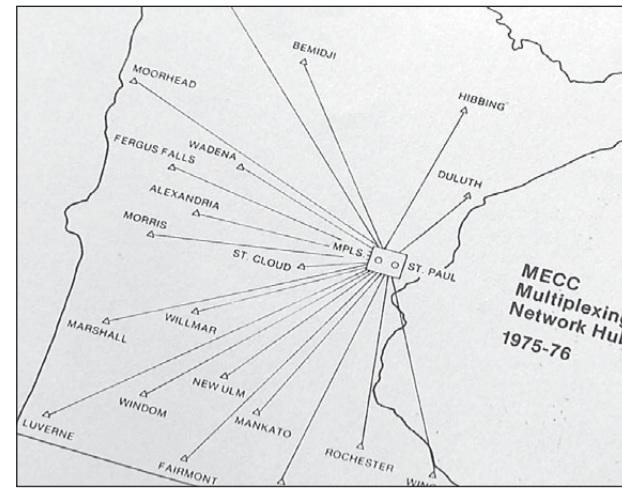 BEMIDJI
MOORHEAD
HIBBING
FERGUS FALLS
WADENA
DULUTH
ALEXANDRIA
MORRIS
MPLS.
ST. CLOUD
ST. PAUL
MECC
Multiplexing
Network Hu
1975-76
WILLMAR
MARSHALL
NEW ULM
WINDOM
MANKATO
LUVERNE
ROCHESTER
FAIRMONT